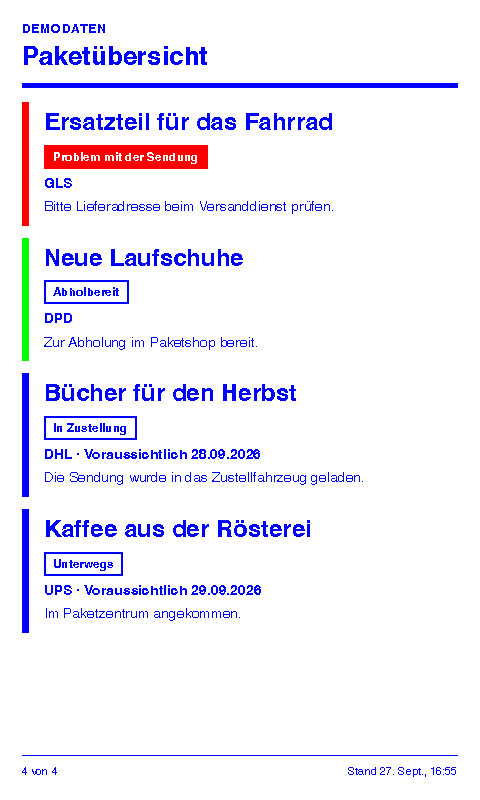 DEMODATEN
Paketübersicht
Ersatzteil für das Fahrrad
Problem mit der Sendung
GLS
Bitte Lieferadresse beim Versanddienst prüfen.
Neue Laufschuhe
Abholbereit
DPD
Zur Abholung im Paketshop bereit.
Bücher für den Herbst
In Zustellung
DHL · Voraussichtlich 28.09.2026
Die Sendung wurde in das Zustellfahrzeug geladen.
Kaffee aus der Rösterei
Unterwegs
UPS · Voraussichtlich 29.09.2026
Im Paketzentrum angekommen.
4 von 4
Stand 27. Sept., 16:55